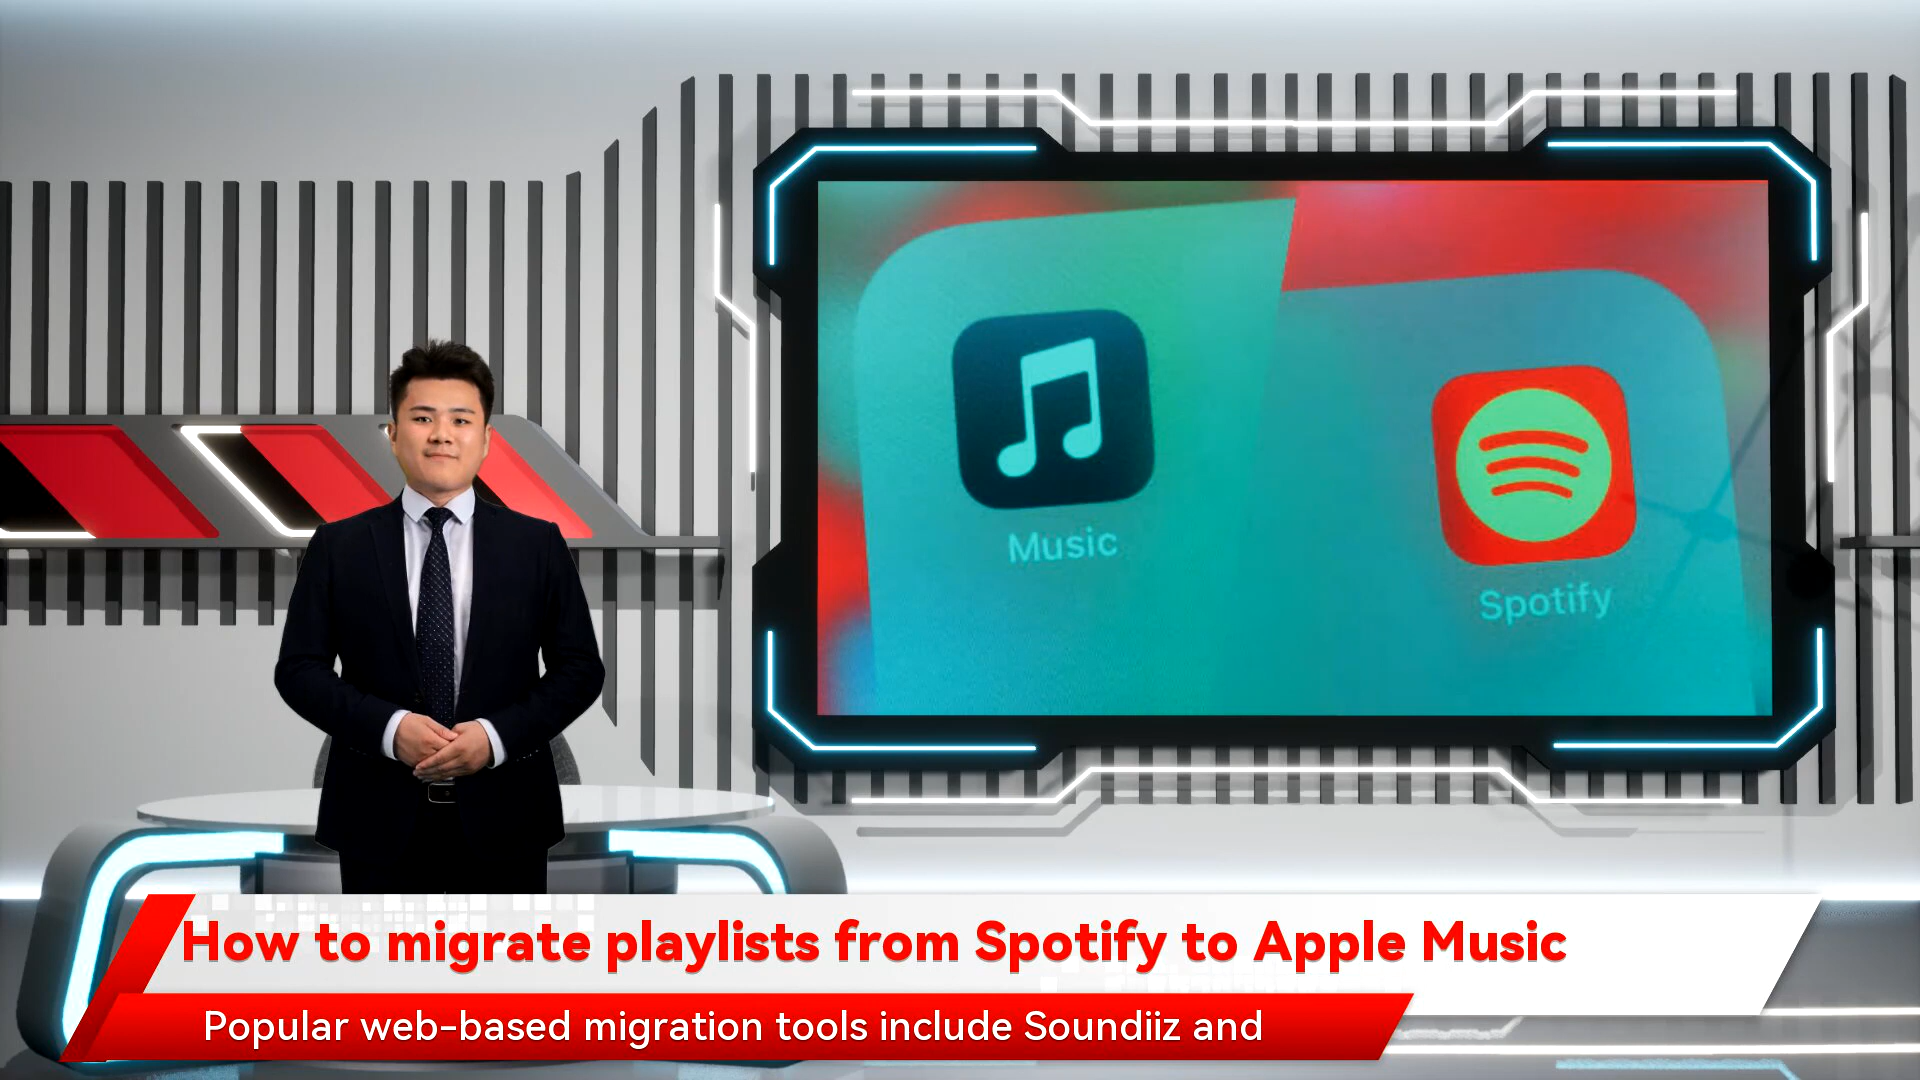 Music
Spotify
How to migrate playlists from Spotify to Apple Music
Popular web-based migration tools include Soundiiz and